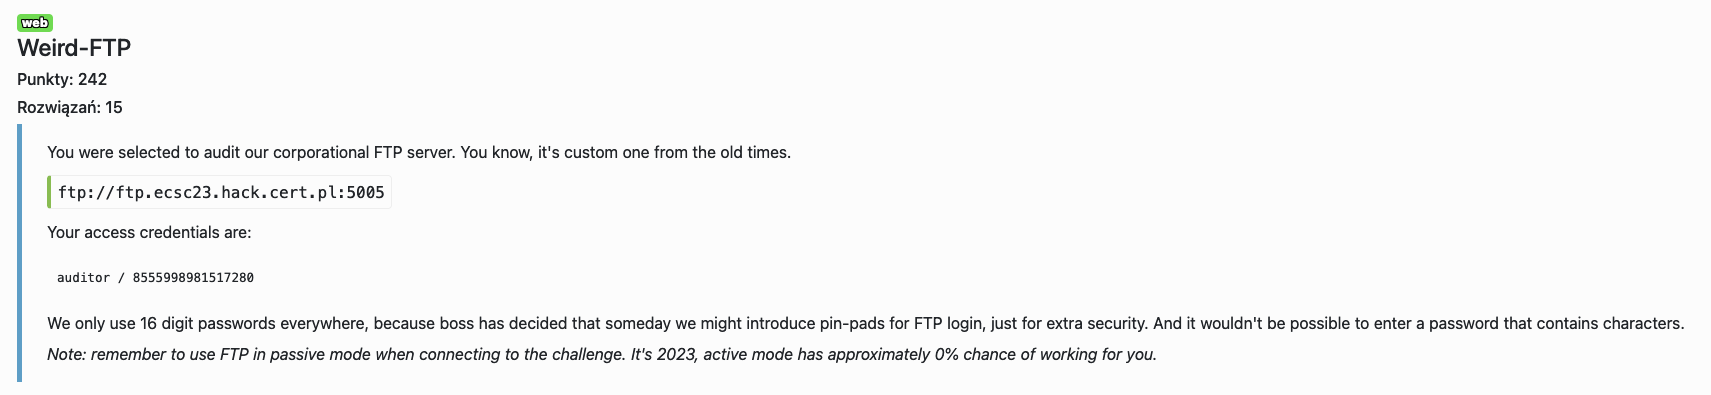 web
Weird-FTP
Punkty: 242
Rozwiązań: 15
You were selected to audit our corporational FTP server. You know, it's custom one from the old times.
ftp://ftp.ecsc23.hack.cert.pl:5005
Your access credentials are:
auditor / 8555998981517280
We only use 16 digit passwords everywhere, because boss has decided that someday we might introduce pin-pads for FTP login, just for extra security. And it wouldn't be possible to enter a password that contains characters.
Note: remember to use FTP in passive mode when connecting to the challenge. It's 2023, active mode has approximately 0% chance of working for you.